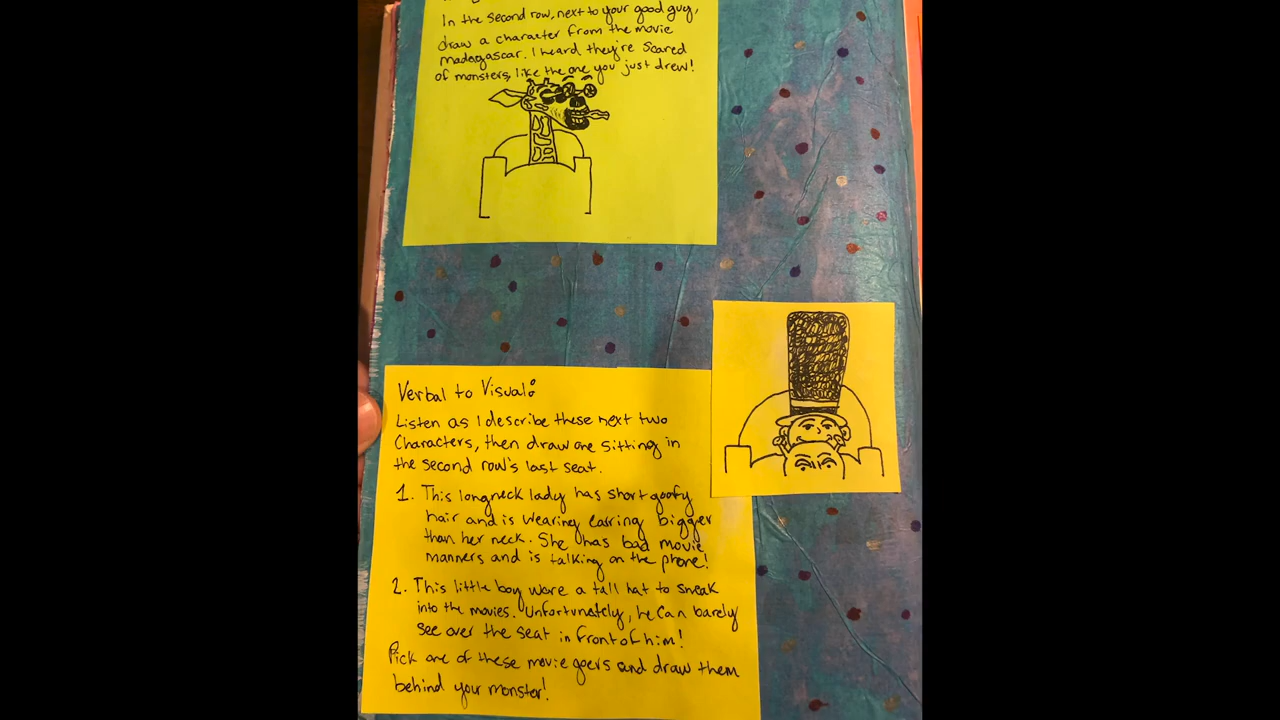 In the second row, next to your good guy,
draw a character from the movie
madagascar. I heard they're scared
of monsters, like the one you just drew!
Verbal to Visual:
Listen as I describe these next two
Characters, then draw one sitting in
the second row's last seat.
1. This longneck lady has short goofy
hair and is wearing earring bigger
than her neck. She has bad movie
manners and is talking on the phone!
2. This little boy wore a tall hat to sneak
into the movies. Unfortunately, he can barely
see over the seat in front of him!
Pick one of these movie goers and draw them
behind your monster!